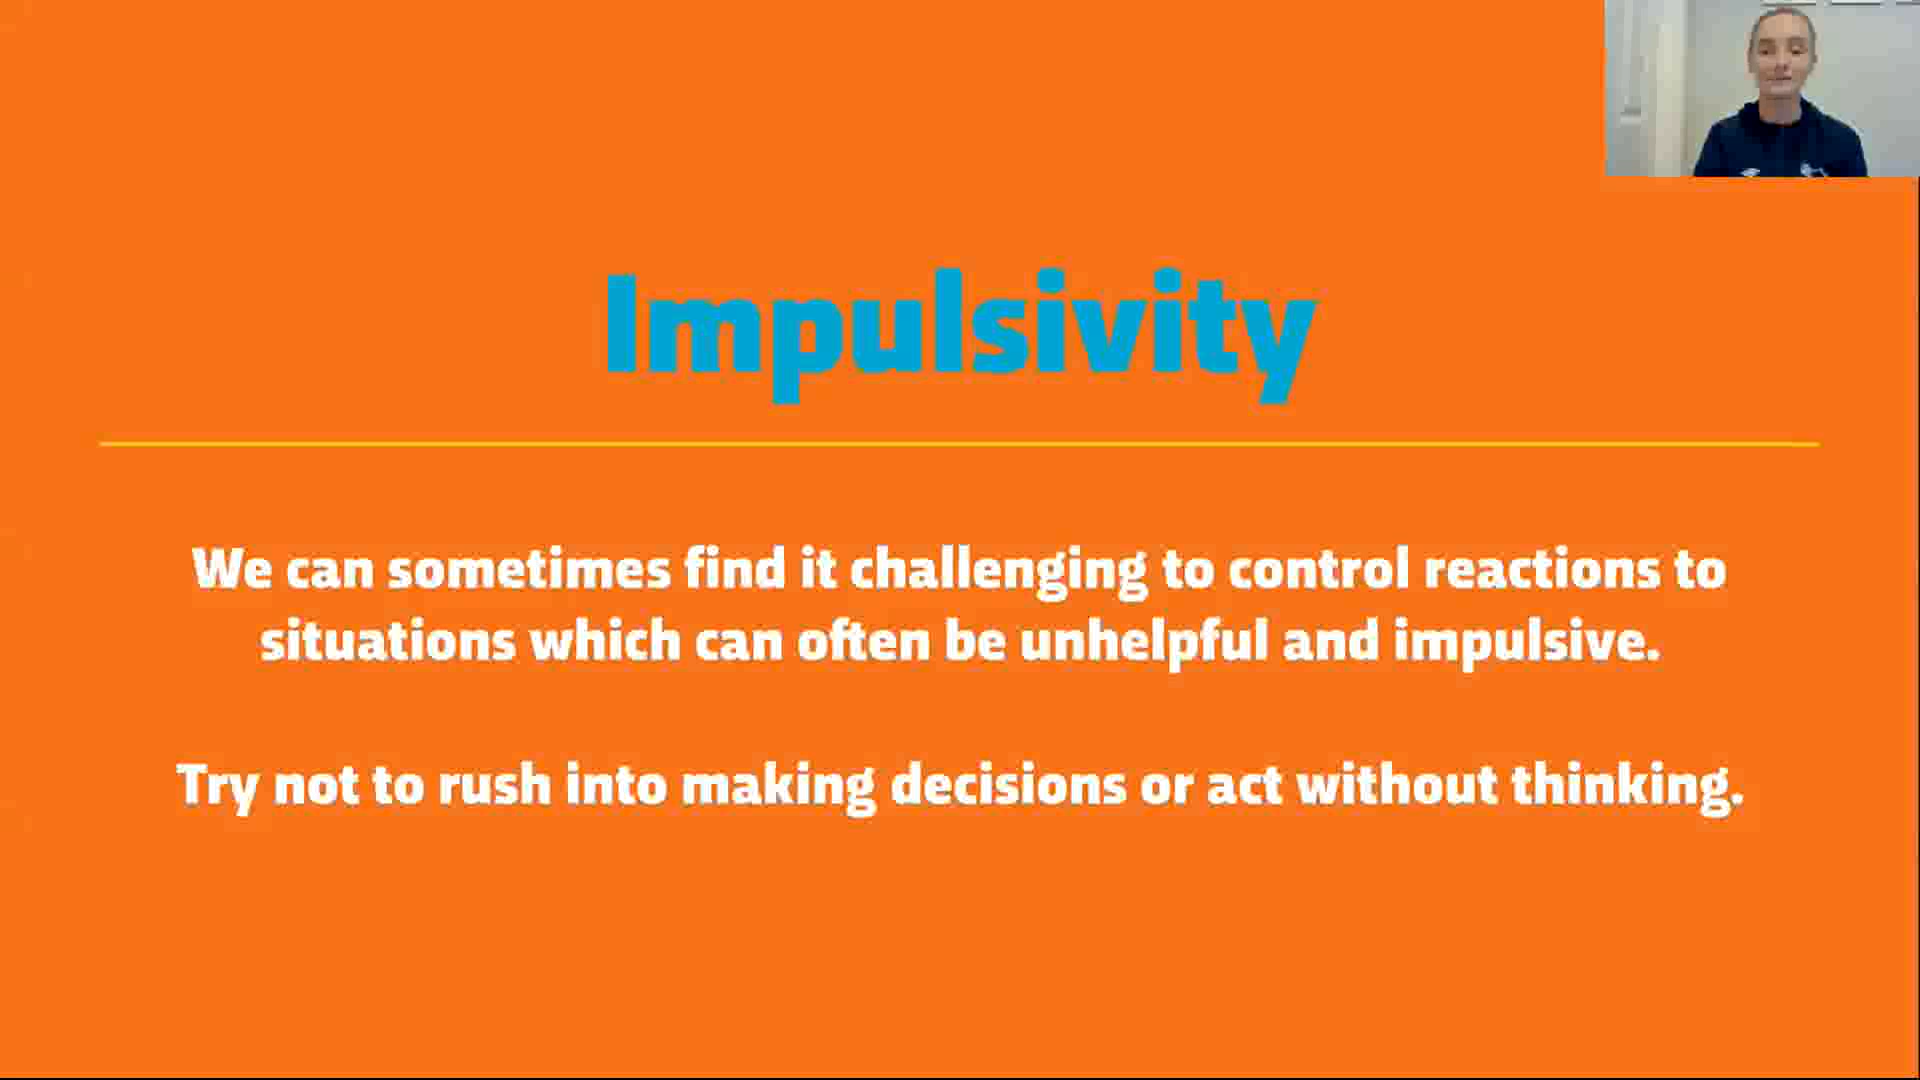 Impulsivity
We can sometimes find it challenging to control reactions to
situations which can often be unhelpful and impulsive.
Try not to rush into making decisions or act without thinking.